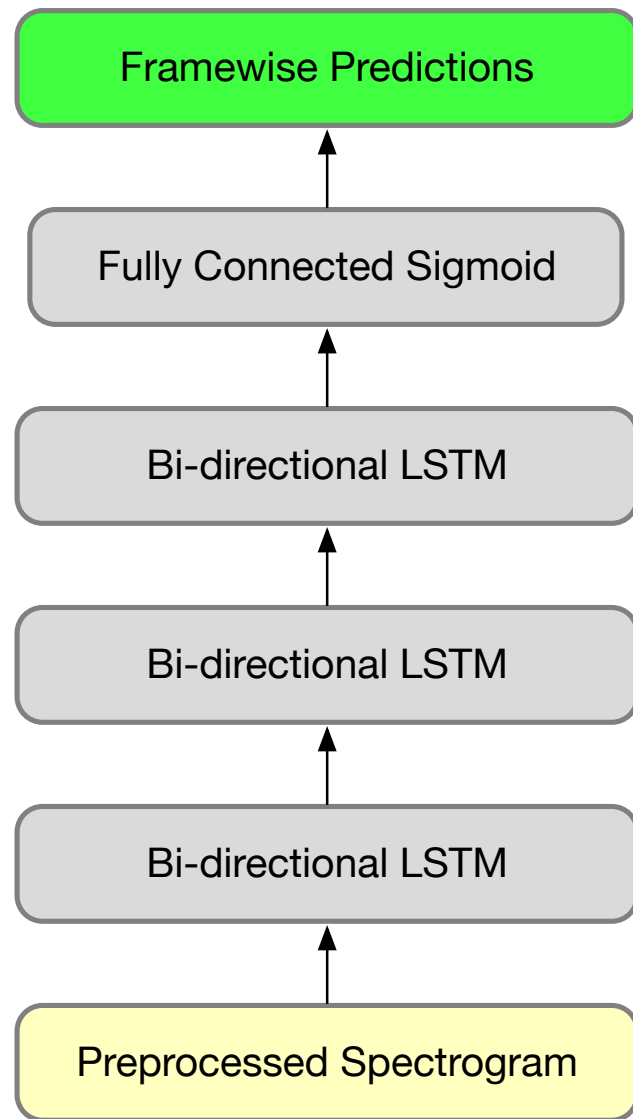 Framewise Predictions
Fully Connected Sigmoid
Bi-directional LSTM
Bi-directional LSTM
Bi-directional LSTM
Preprocessed Spectrogram